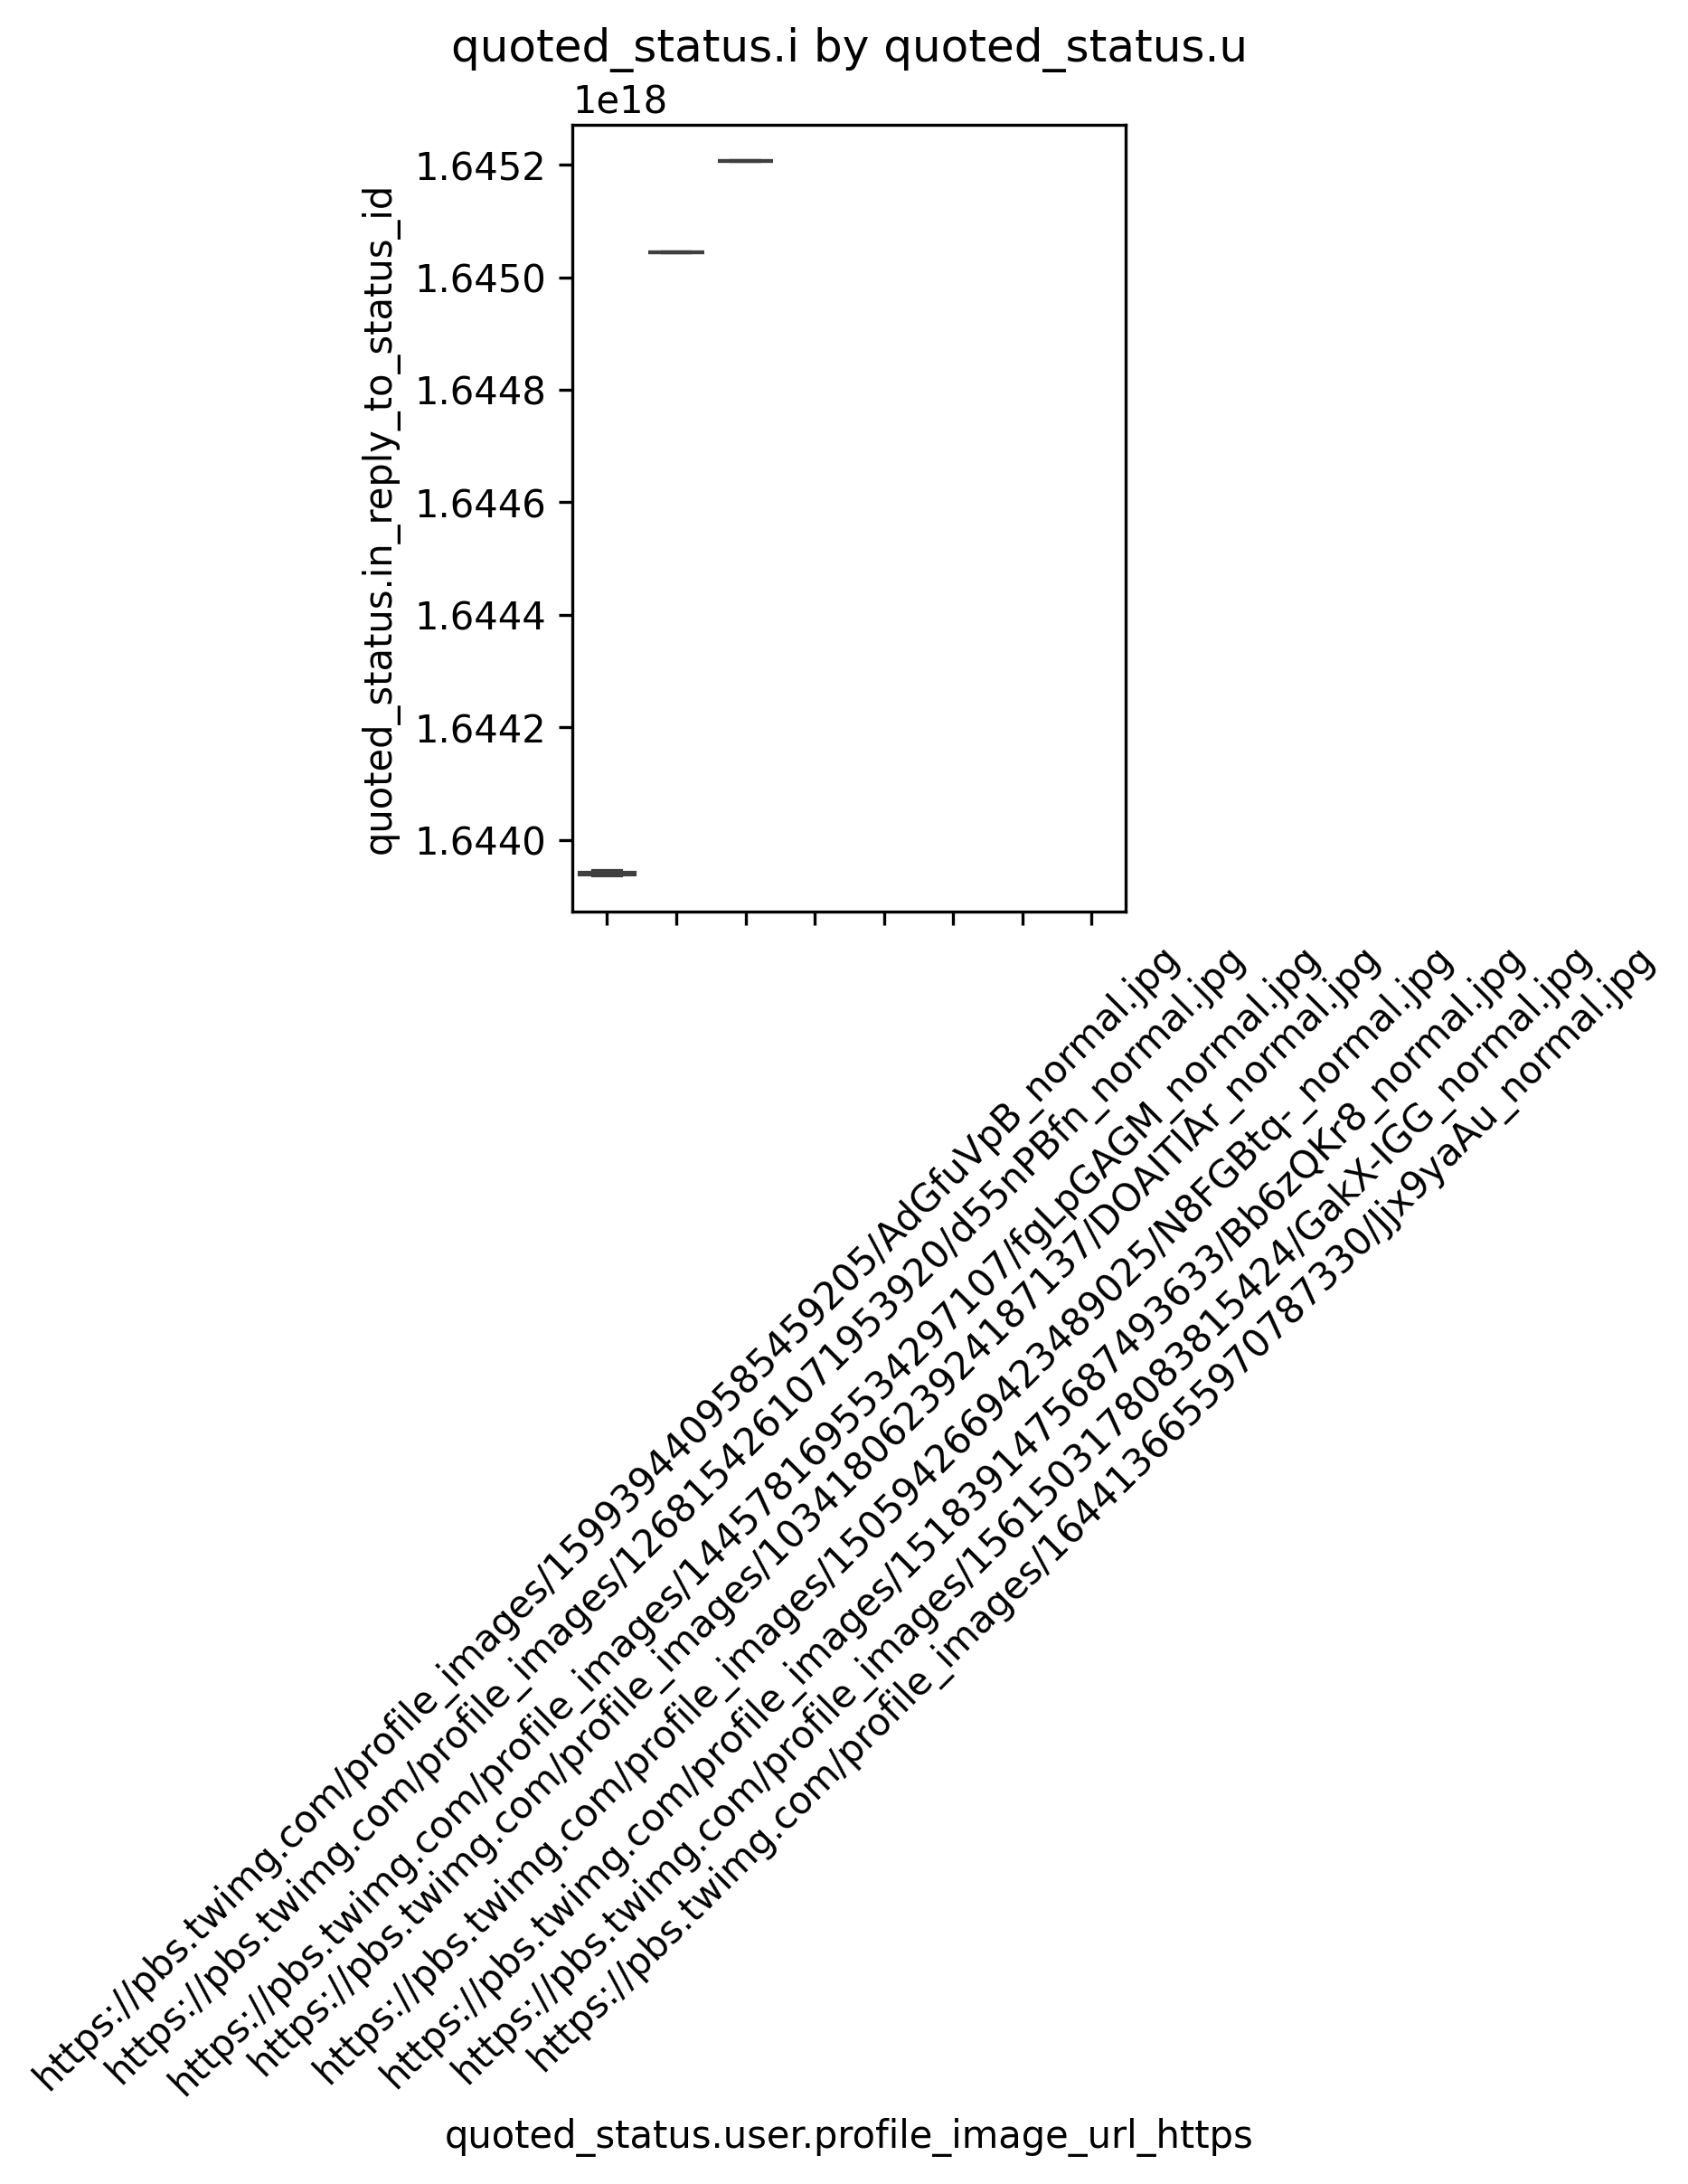 quoted_status.i by quoted_status.u
1e18
1.6452
1.6450
1.6448
1.6446
1.6444
1.6442
1.6440
quoted_status.in_reply_to_status_id
https://pbs.twimg.com/profile_images/1599394409585459205/AdGfuVpB_normal.jpg
https://pbs.twimg.com/profile_images/1268154261071953920/d55nPBfn_normal.jpg
https://pbs.twimg.com/profile_images/1445781695534297107/fgLpGAGM_normal.jpg
https://pbs.twimg.com/profile_images/1034180623924187137/DOAITlAr_normal.jpg
https://pbs.twimg.com/profile_images/1505942669423489025/N8FGBtq-_normal.jpg
https://pbs.twimg.com/profile_images/1518391475687493633/Bb6zQKr8_normal.jpg
https://pbs.twimg.com/profile_images/1561503178083815424/GakX-IGG_normal.jpg
https://pbs.twimg.com/profile_images/1644136655970787330/Jjx9yaAu_normal.jpg
quoted_status.user.profile_image_url_https